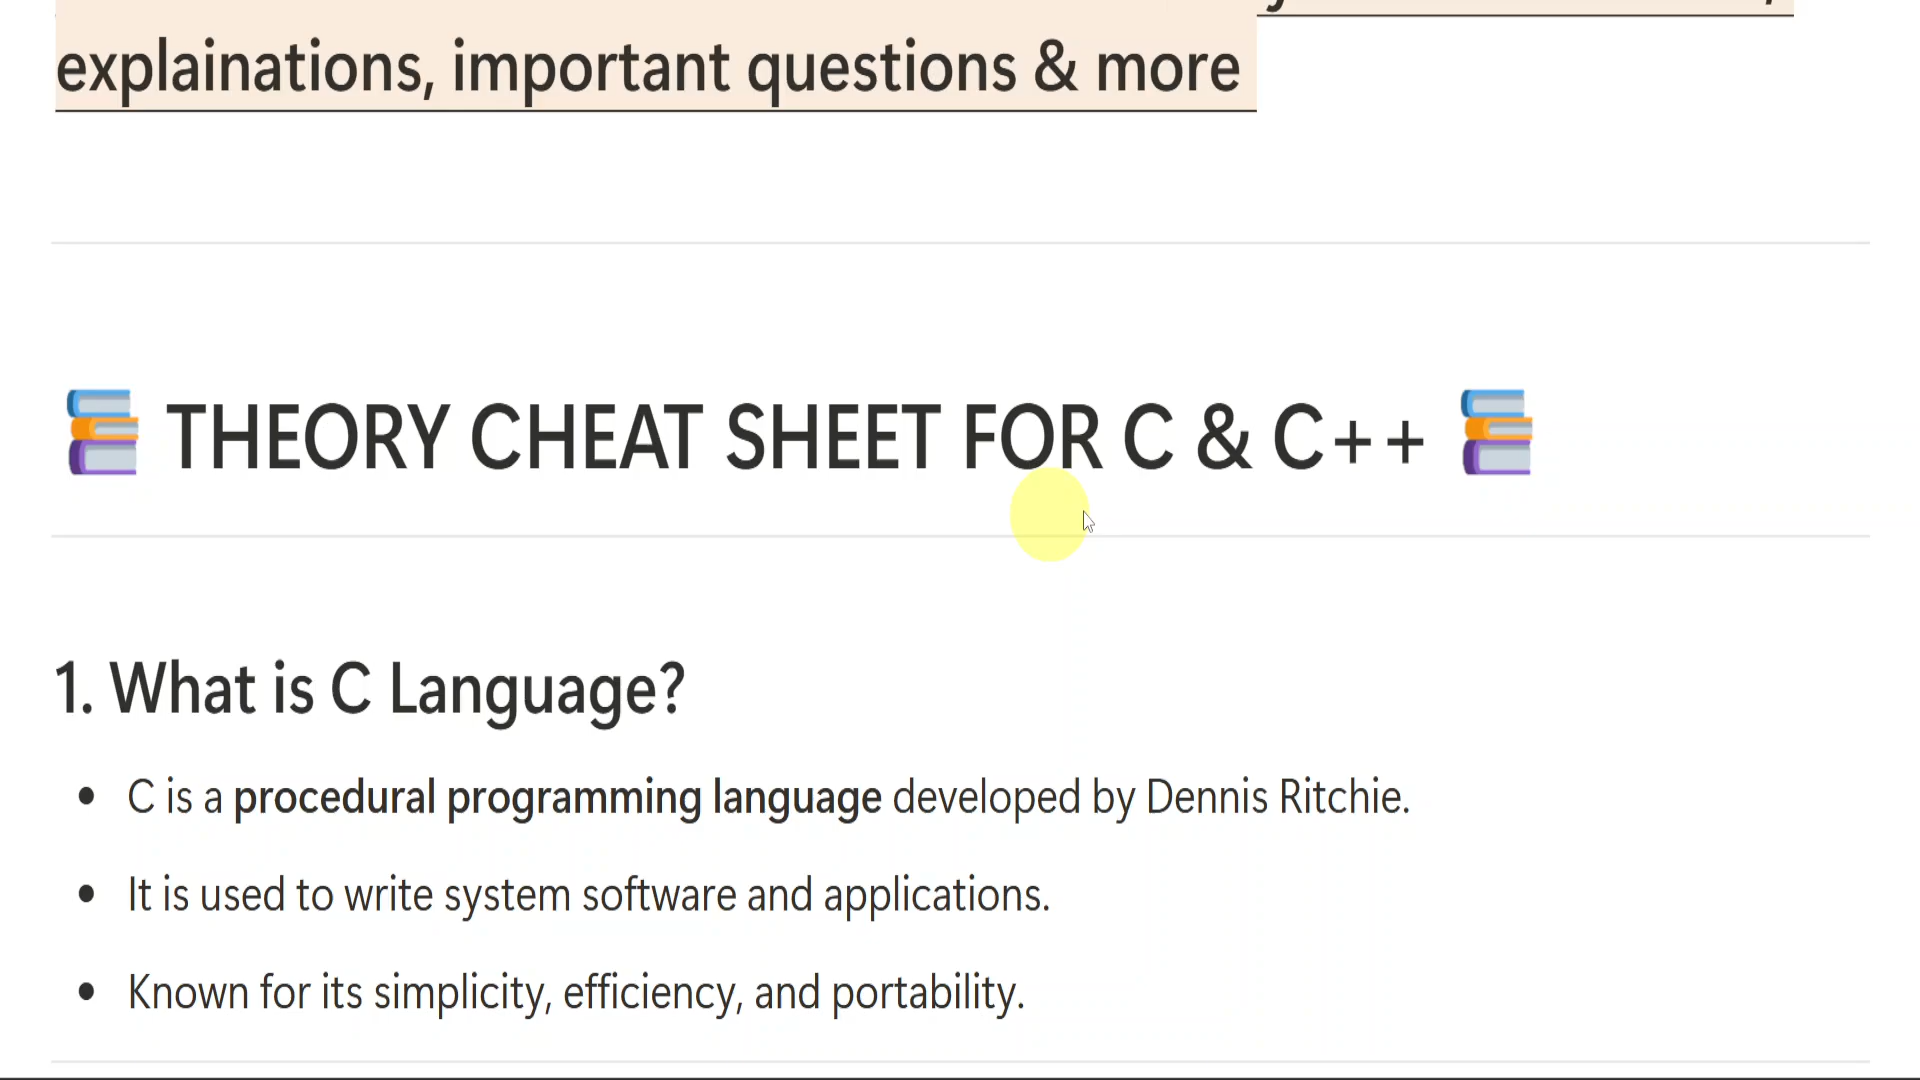 explainations, important questions & more
📚 THEORY CHEAT SHEET FOR C & C++ 📚
1. What is C Language?
• C is a procedural programming language developed by Dennis Ritchie.
• It is used to write system software and applications.
• Known for its simplicity, efficiency, and portability.